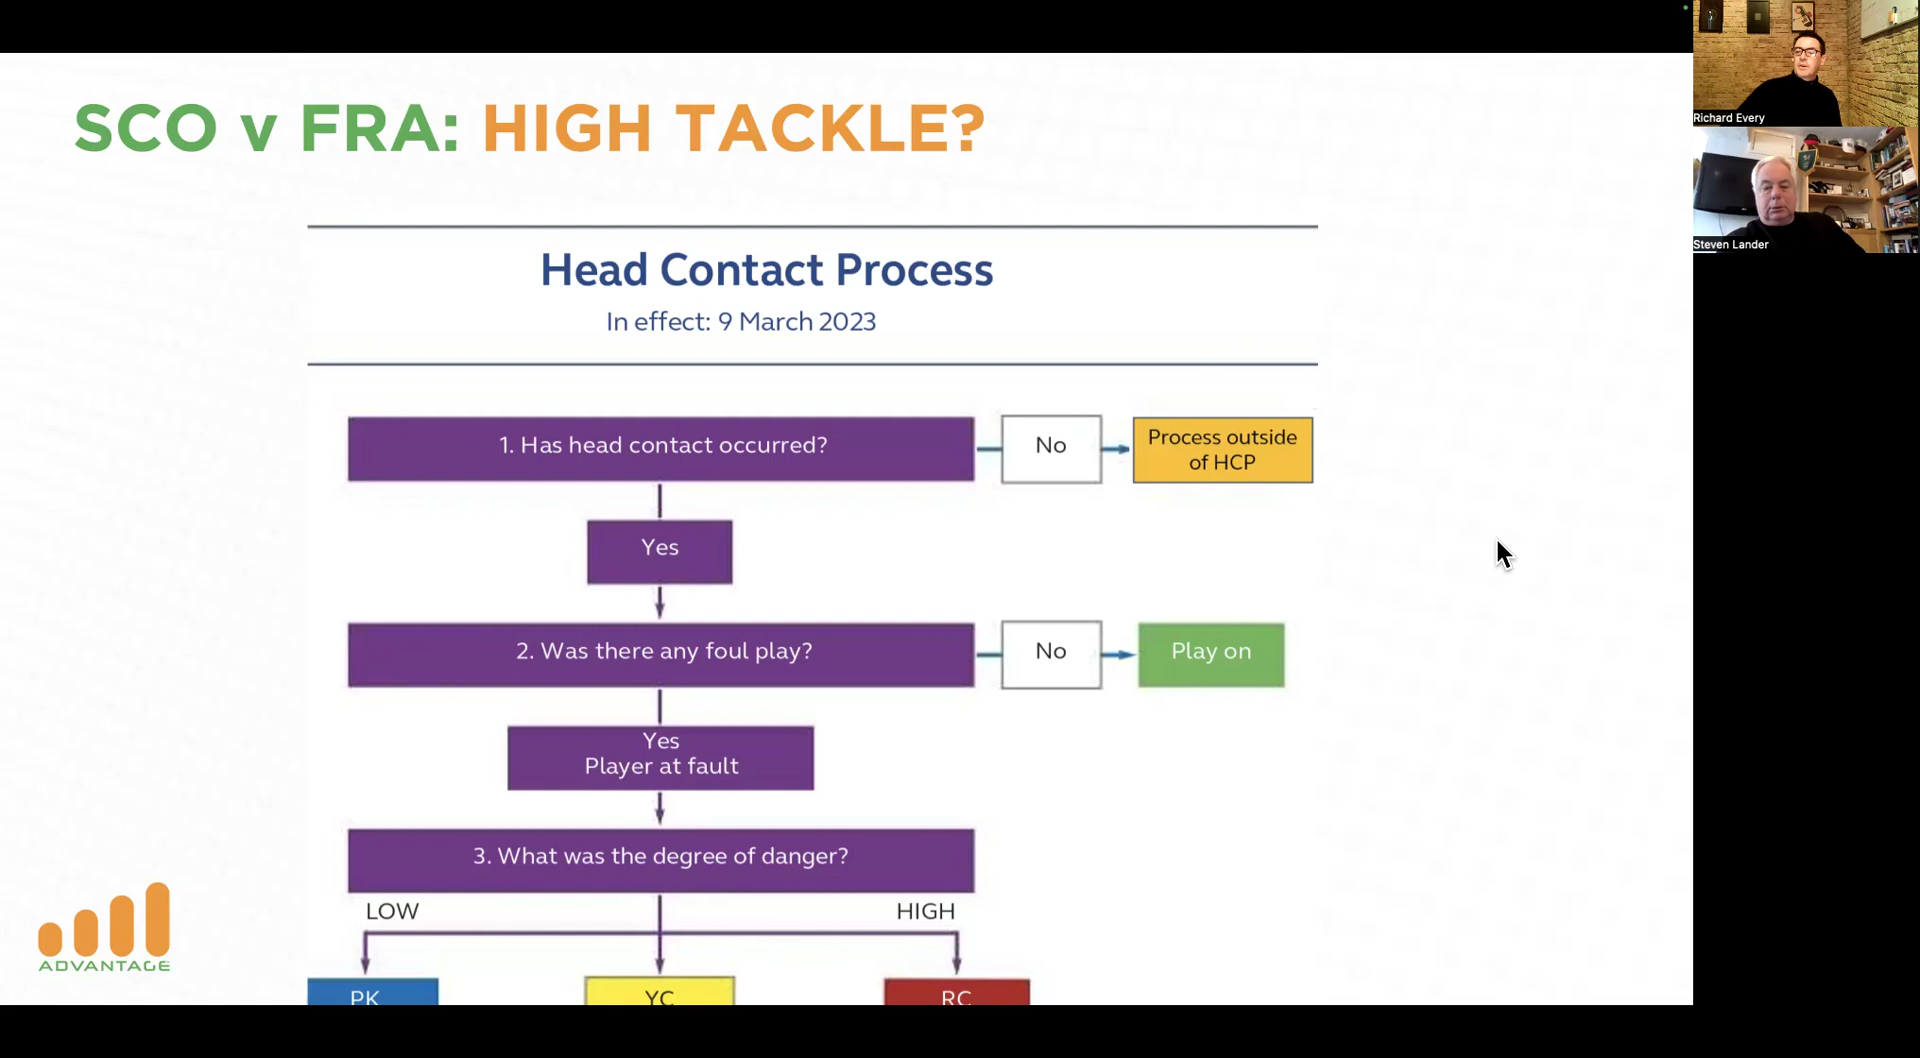 SCO v FRA: HIGH TACKLE?
Head Contact Process
In effect: 9 March 2023
1. Has head contact occurred?
No
Process outside
of HCP
Yes
2. Was there any foul play?
No
Play on
Yes
Player at fault
3. What was the degree of danger?
LOW
HIGH
PK
YC
RC
ADVANTAGE
Richard Every
Steven Lander